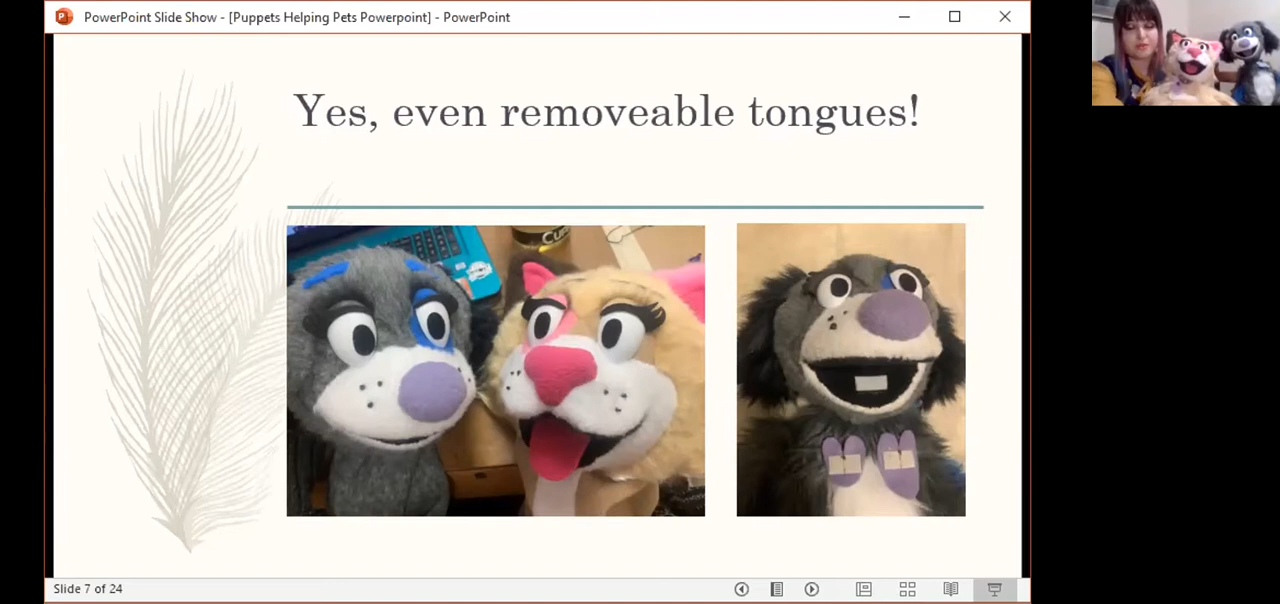 PowerPoint Slide Show - [Puppets Helping Pets Powerpoint] - PowerPoint
Yes, even removeable tongues!
Slide 7 of 24